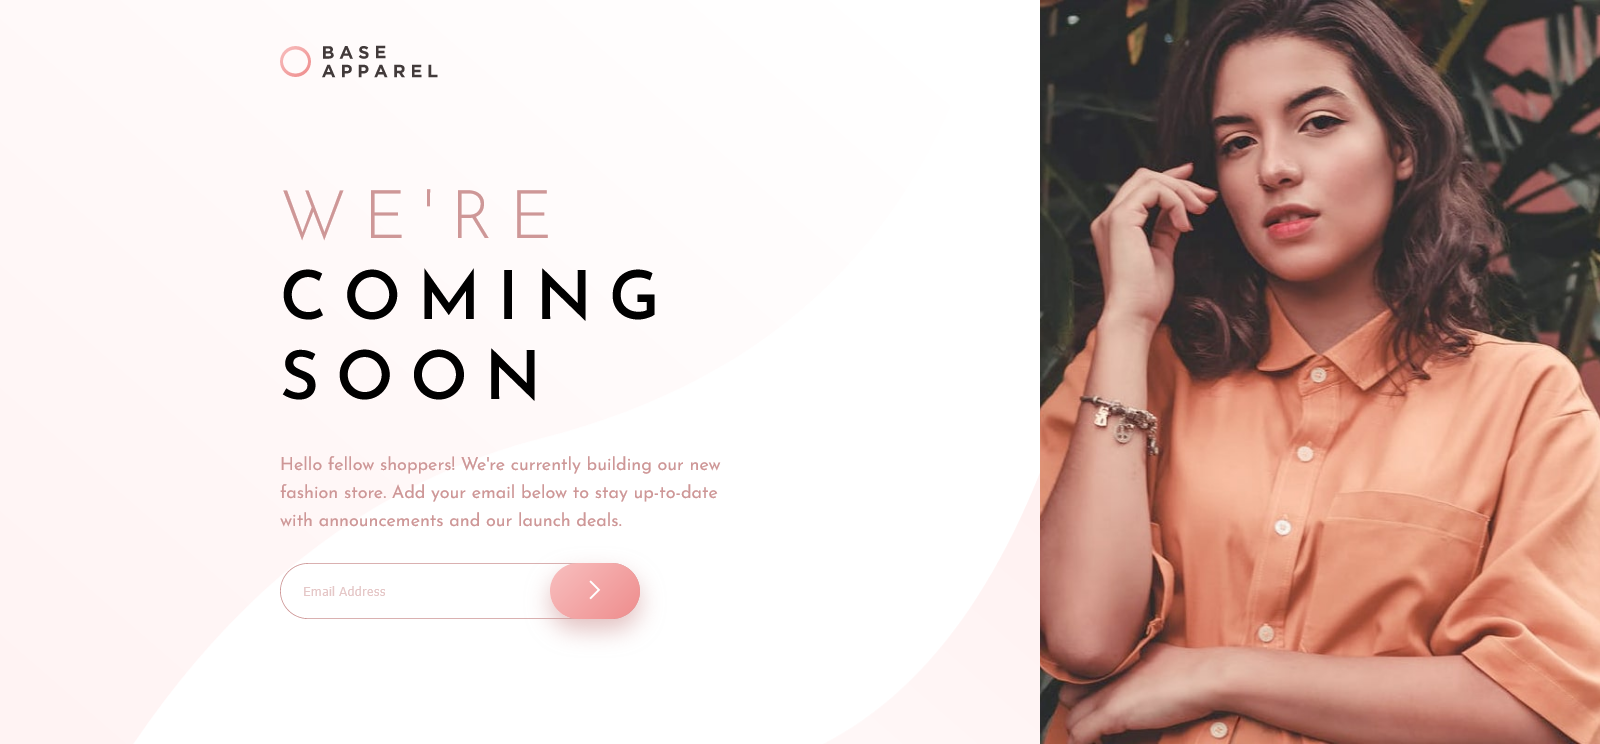 BASE
APPAREL
WE'RE
COMING
SOON
Hello fellow shoppers! We're currently building our new
fashion store. Add your email below to stay up-to-date
with announcements and our launch deals.
Email Address